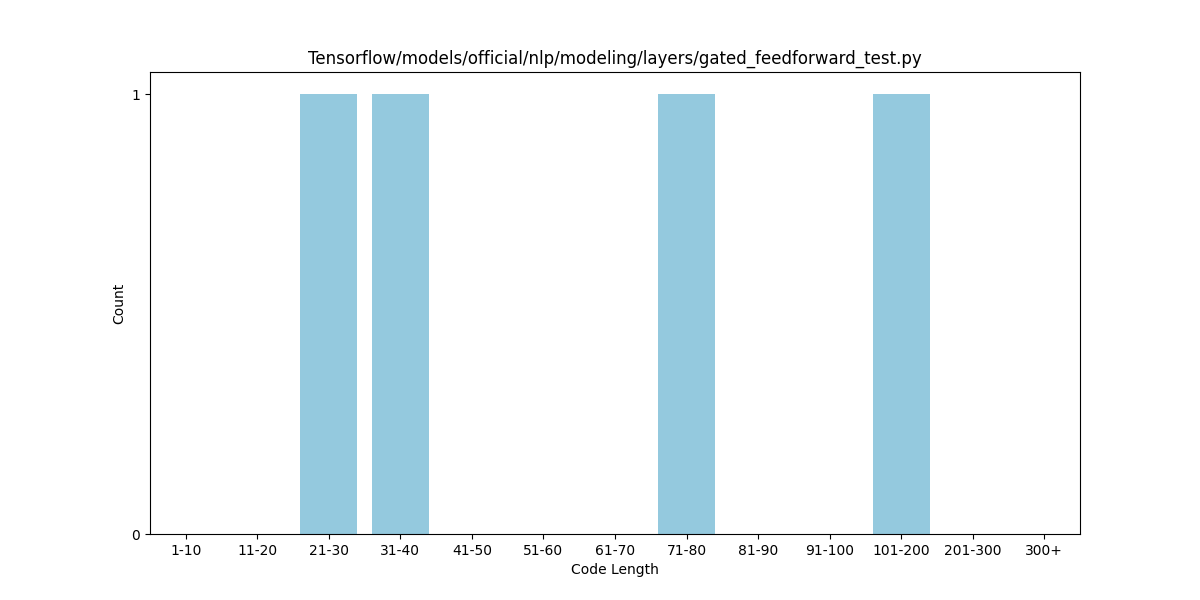 Tensorflow/models/official/nlp/modeling/layers/gated_feedforward_test.py
1
Count
0
1-10 11-20 21-30 31-40 41-50 51-60 61-70 71-80 81-90 91-100 101-200 201-300 300+
Code Length